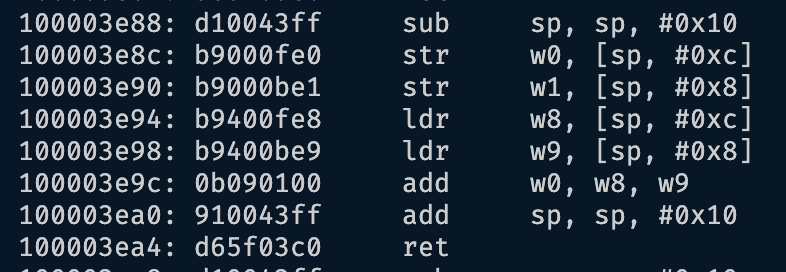 100003e88: d10043ff sub sp, sp, #0x10
100003e8c: b9000fe0 str w0, [sp, #0xc]
100003e90: b9000be1 str w1, [sp, #0x8]
100003e94: b9400fe8 ldr w8, [sp, #0xc]
100003e98: b9400be9 ldr w9, [sp, #0x8]
100003e9c: 0b090100 add w0, w8, w9
100003ea0: 910043ff add sp, sp, #0x10
100003ea4: d65f03c0 ret